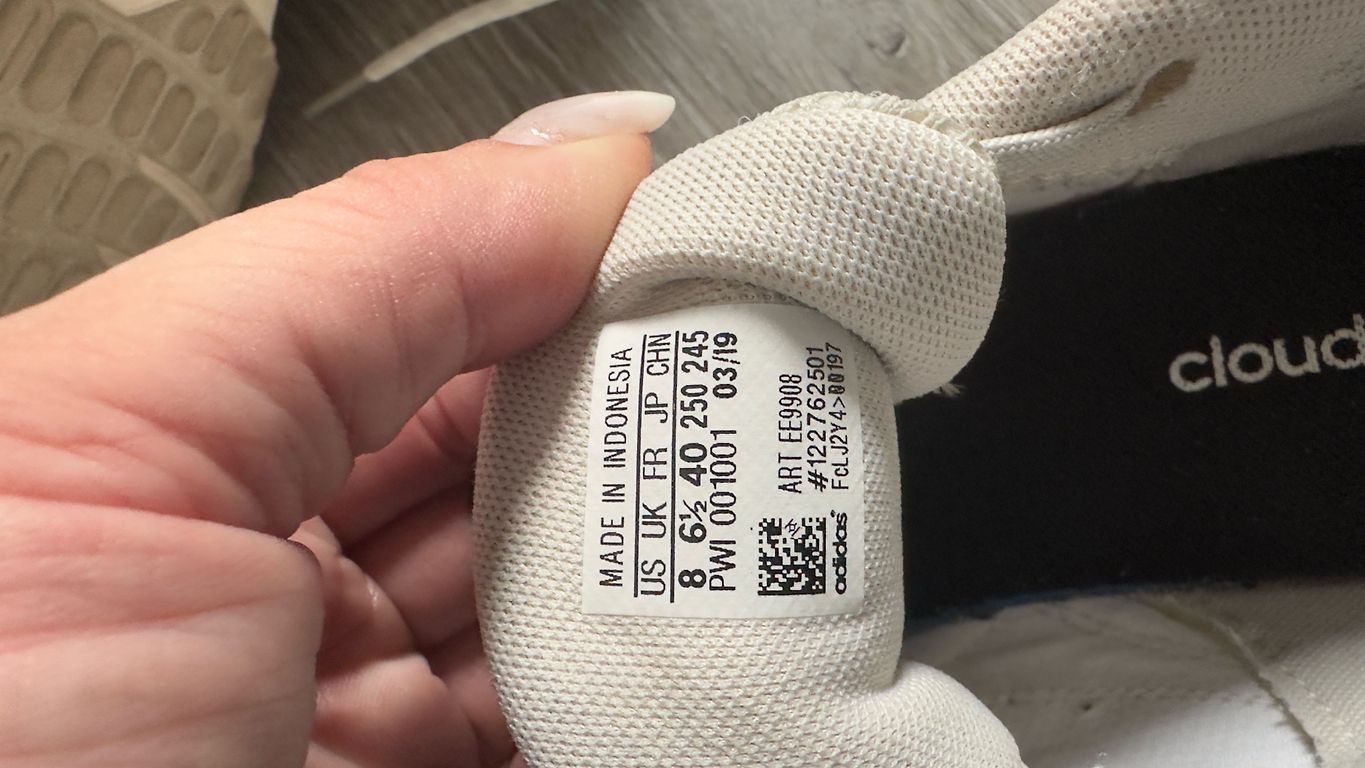 MADE IN INDONESIA
US UK FR JP CHN
8 6½ 40 250 245
PWI 001001 03/19
ART EE9908
#122762501
FcLJ2Y4>00197
adidas
cloud